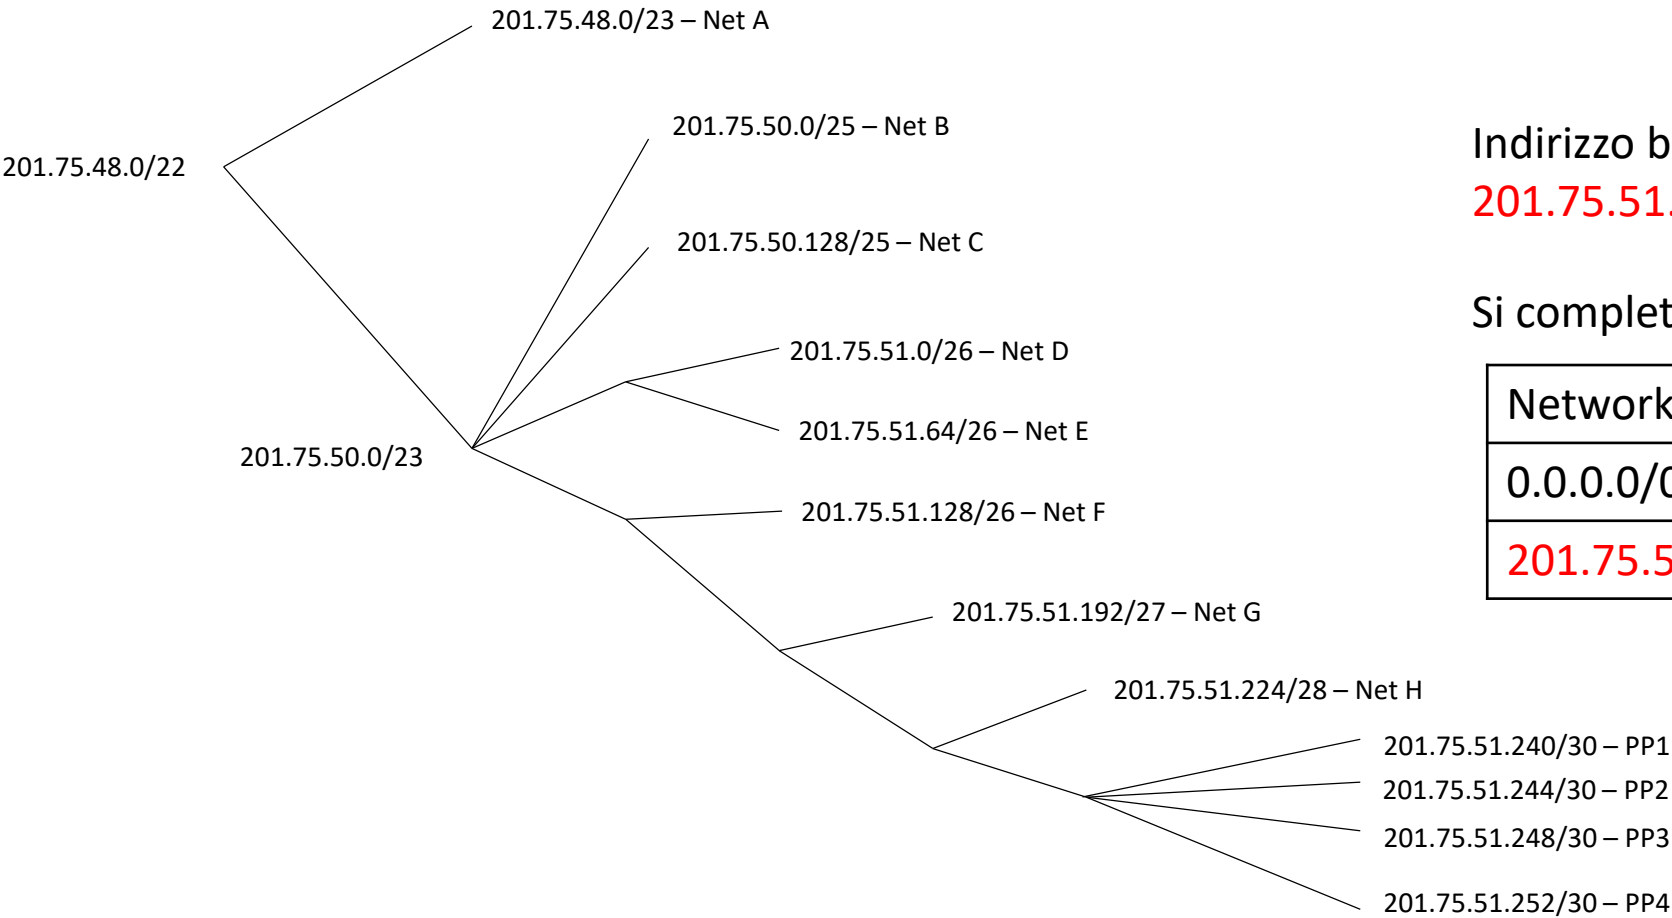 201.75.48.0/23 – Net A
201.75.50.0/25 – Net B
201.75.48.0/22
201.75.50.128/25 – Net C
201.75.51.0/26 – Net D
201.75.51.64/26 – Net E
201.75.50.0/23
201.75.51.128/26 – Net F
201.75.51.192/27 – Net G
201.75.51.224/28 – Net H
201.75.51.240/30 – PP1
201.75.51.244/30 – PP2
201.75.51.248/30 – PP3
201.75.51.252/30 – PP4
Indirizzo b
201.75.51.
Si complet
Network
0.0.0.0/0
201.75.5